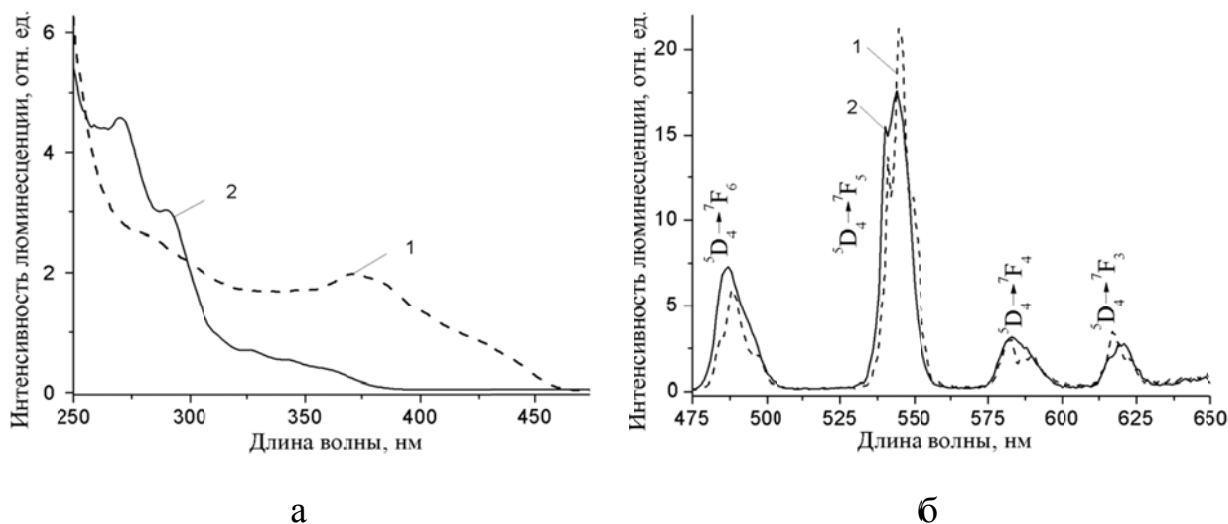 Интенсивность люминесценции, отн. ед.
6
4
2
0
2
1
250 300 350 400 450
Длина волны, нм
а
Интенсивность люминесценции, отн. ед.
20
15
10
5
0
1
2
⁵D₄→⁷F₆
⁵D₄→⁷F₅
⁵D₄→⁷F₄
⁵D₄→⁷F₃
475 500 525 550 575 600 625 650
Длина волны, нм
б